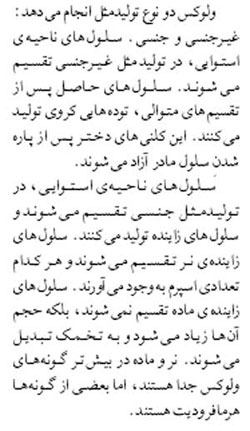 ولوکس دو نوع تولیدمثل انجام می‌دهد:
غیرجنسی و جنسی. سلول‌های ناحیه‌ی
استوایی، در تولید مثل غیرجنسی تقسیم
می شوند. سلول‌های حاصل پس از
تقسیم‌های متوالی، توده‌هایی کروی تولید
می‌کنند. این کلنی‌های دختر پس از پاره
شدن سلول مادر آزاد می‌شوند.
سلول‌های ناحیه‌ی استوایی، در
تولیدمثل جنسی تقسیم می‌شوند و
سلول‌های زاینده تولید می‌کنند. سلول‌های
زاینده‌ی نر تقسیم می‌شوند و هر کدام
تعدادی اسپرم به‌وجود می‌آورند. سلول‌های
زاینده ی ماده تقسیم نمی شوند، بلکه حجم
آن‌ها زیاد می‌شود و به تخمک تبدیل
می‌شوند. نر و ماده در بیش‌تر گونه‌های
ولوکس جدا هستند، اما بعضی از گونه‌ها
هرمافرودیت هستند.